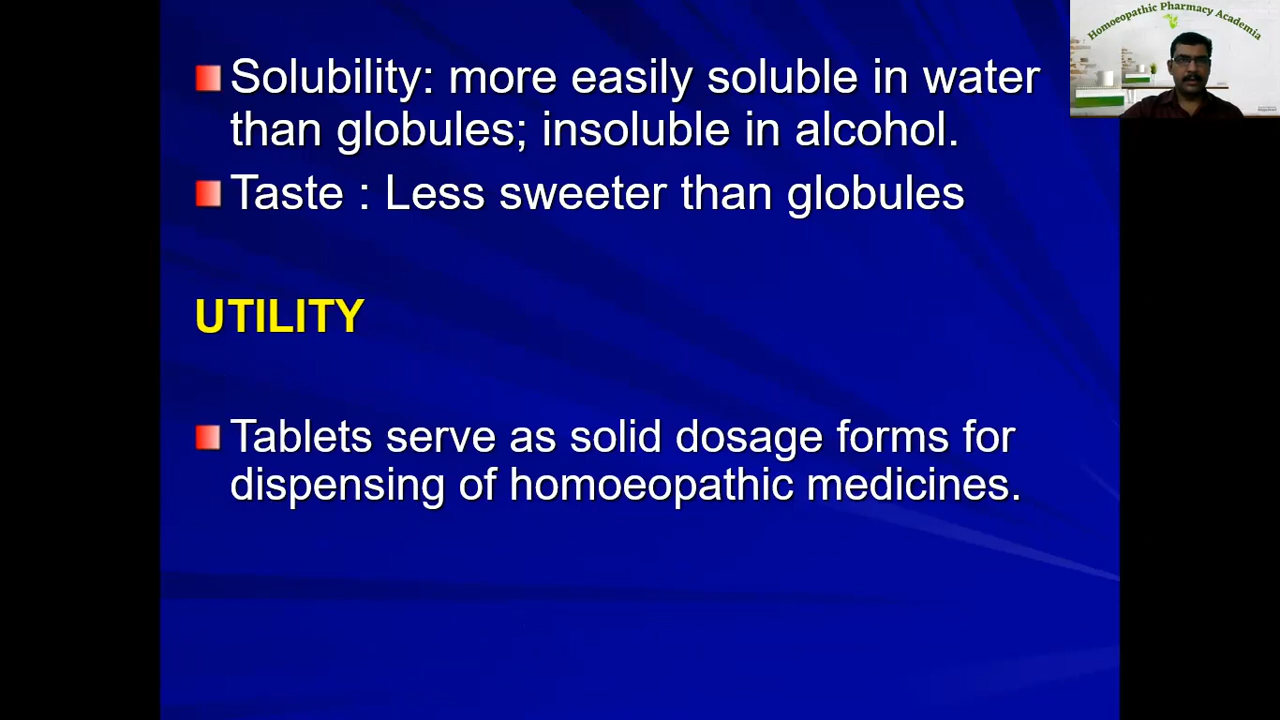 Homoeopathic Pharmacy Academia
Solubility: more easily soluble in water
than globules; insoluble in alcohol.
Taste : Less sweeter than globules
UTILITY
Tablets serve as solid dosage forms for
dispensing of homoeopathic medicines.